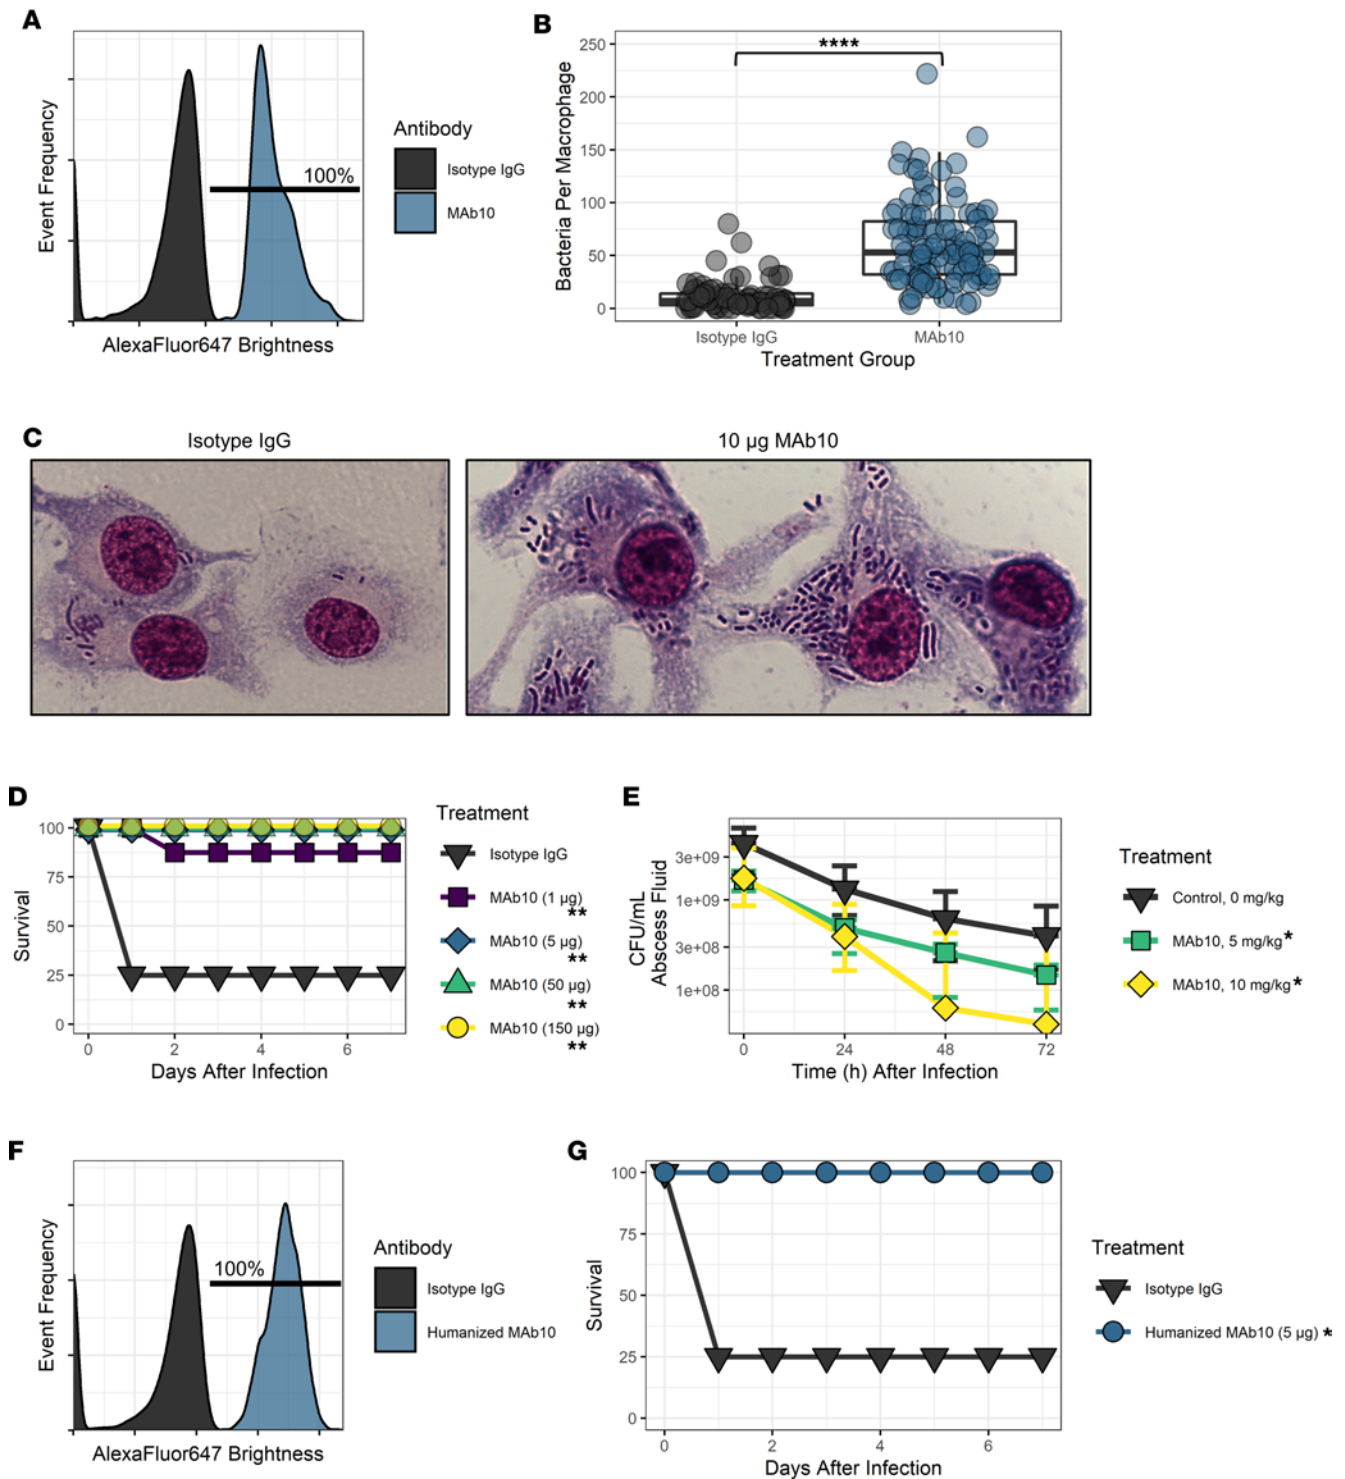 A
Event Frequency
100%
AlexaFluor647 Brightness
Antibody
Isotype IgG
MAb10
B
Bacteria Per Macrophage
250
200
150
100
50
0
****
Isotype IgG
MAb10
Treatment Group
C
Isotype IgG
10 µg MAb10
D
Survival
100
75
50
25
0
0
2
4
6
Days After Infection
Treatment
Isotype IgG
MAb10 (1 µg)
**
MAb10 (5 µg)
**
MAb10 (50 µg)
**
MAb10 (150 µg)
**
E
CFU/mL
Abscess Fluid
3e+09
1e+09
3e+08
1e+08
0
24
48
72
Time (h) After Infection
Treatment
Control, 0 mg/kg
MAb10, 5 mg/kg*
MAb10, 10 mg/kg*
F
Event Frequency
100%
AlexaFluor647 Brightness
Antibody
Isotype IgG
Humanized MAb10
G
Survival
100
75
50
25
0
0
2
4
6
Days After Infection
Treatment
Isotype IgG
Humanized MAb10 (5 µg) *